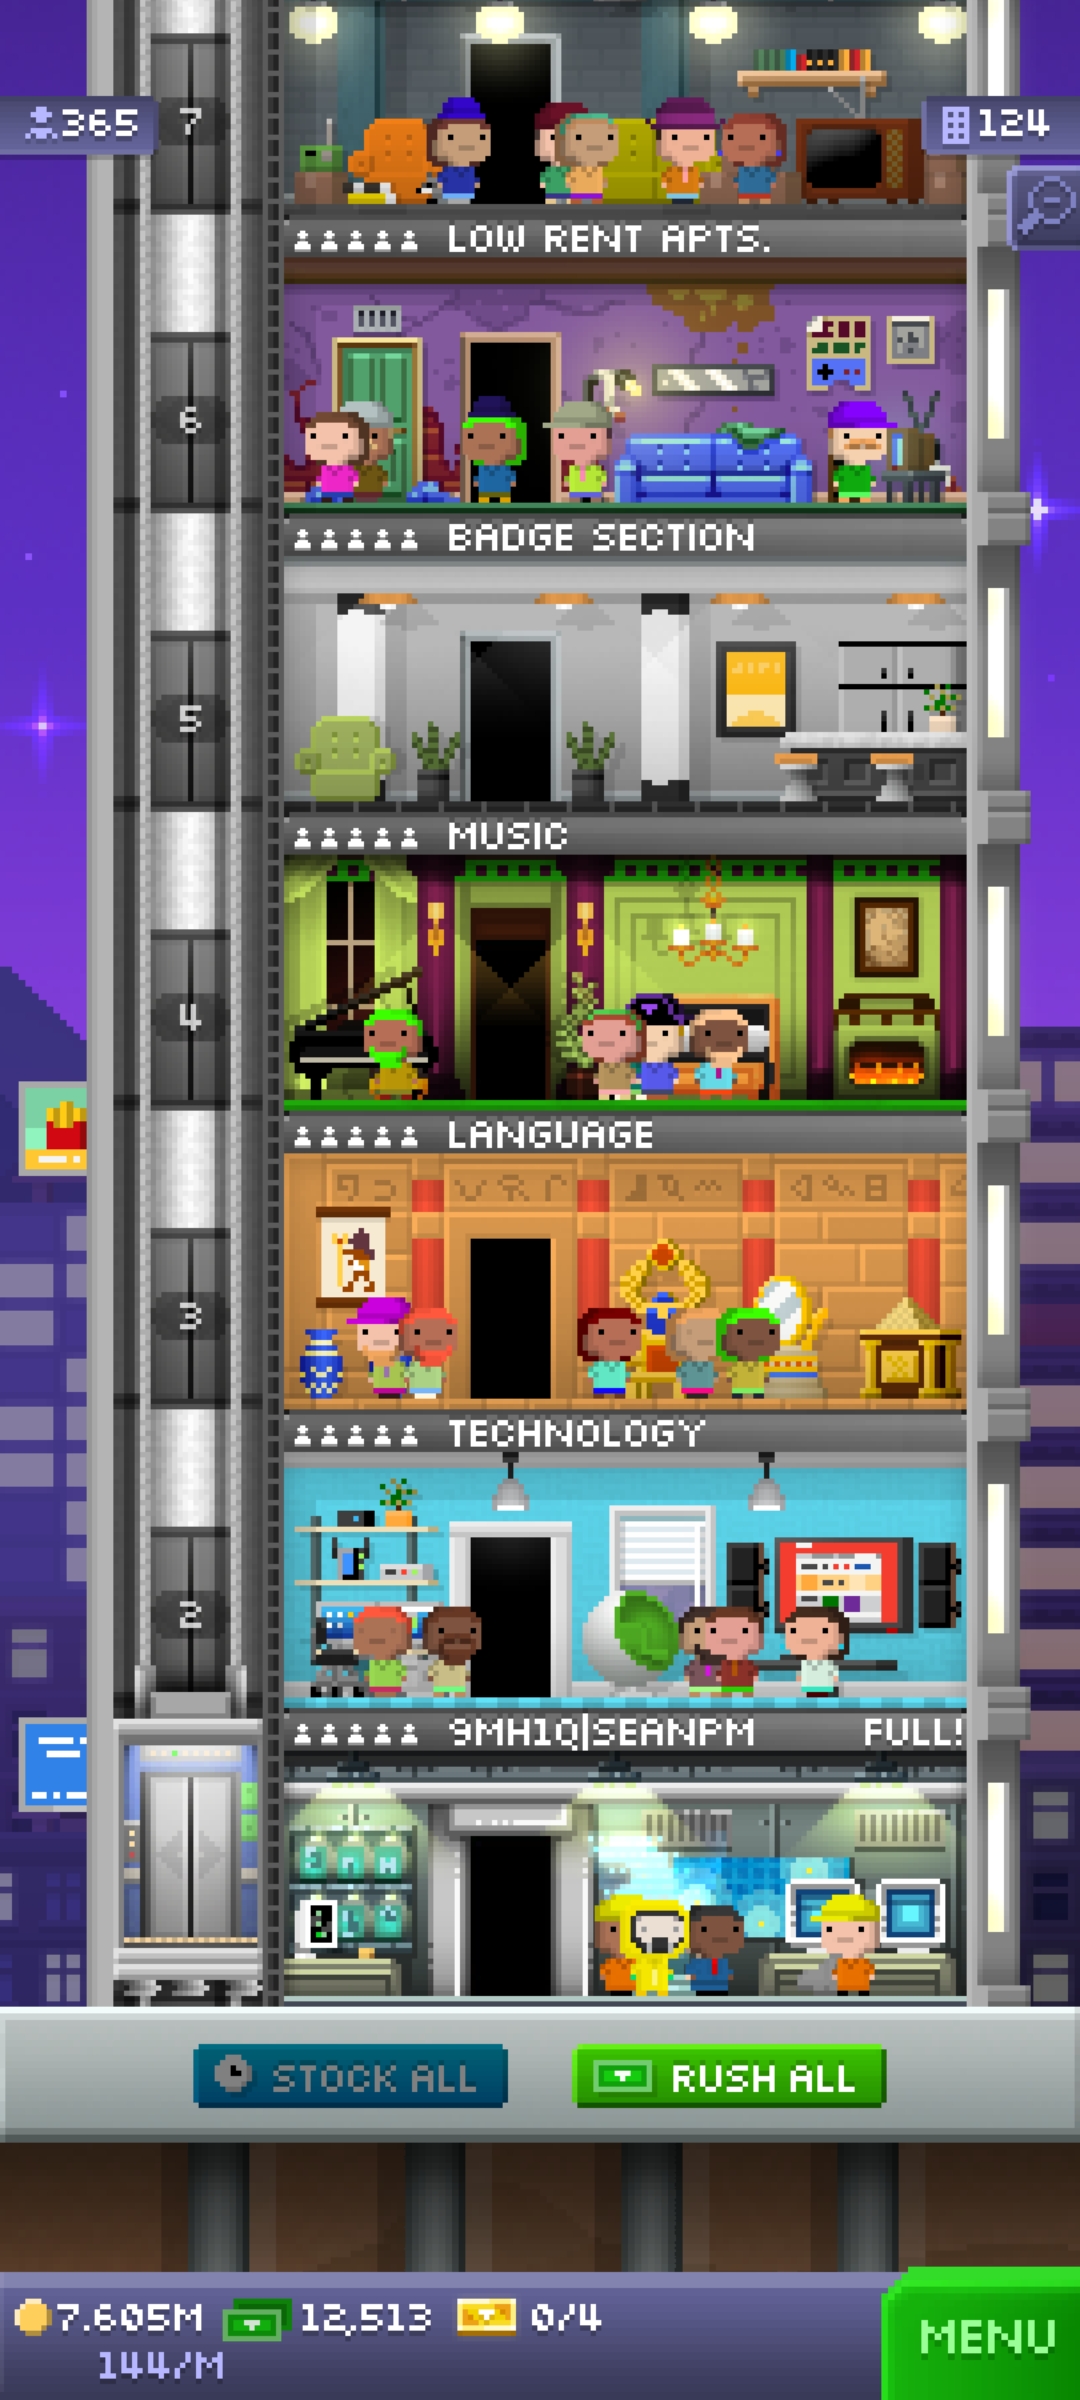 365
7
124
LOW RENT APTS.
6
BADGE SECTION
5
MUSIC
4
LANGUAGE
3
TECHNOLOGY
2
9MH1Q|SEANPM FULL!
STOCK ALL
RUSH ALL
7.605M 12,513 0/4
144/M
MENU